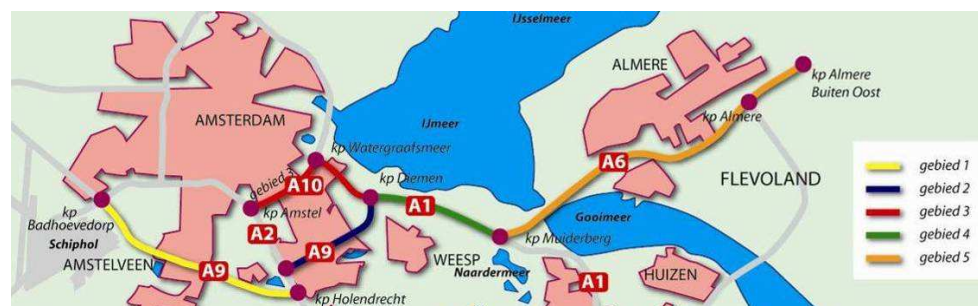 IJsselmeer
ALMERE
kp Almere
Buiten Oost
kp Almere
AMSTERDAM
IJmeer
kp Watergraafsmeer
A6
gebied 3
A10
kp Diemen
FLEVOLAND
A1
kp Amstel
A2
kp
Badhoevedorp
Schiphol
Gooimeer
kp Muiderberg
AMSTELVEEN
A9
A9
WEESP
Naardermeer
A1
HUIZEN
kp Holendrecht
gebied 1
gebied 2
gebied 3
gebied 4
gebied 5